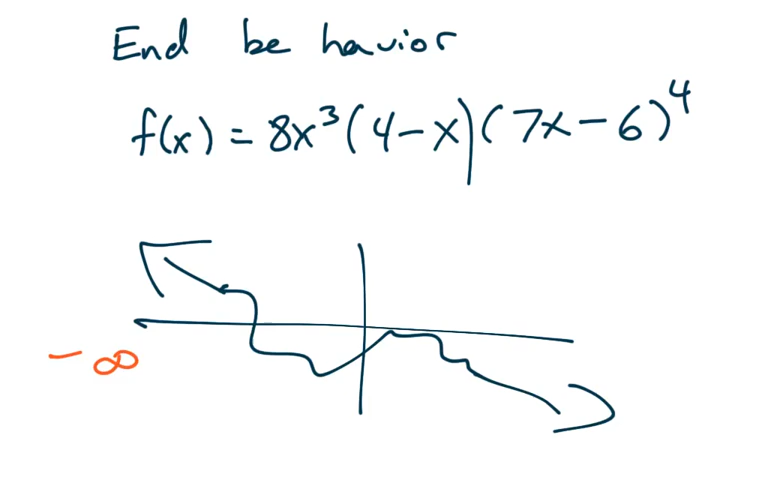 End be havior
f(x) = 8x³(4-x)(7x-6)⁴
-∞